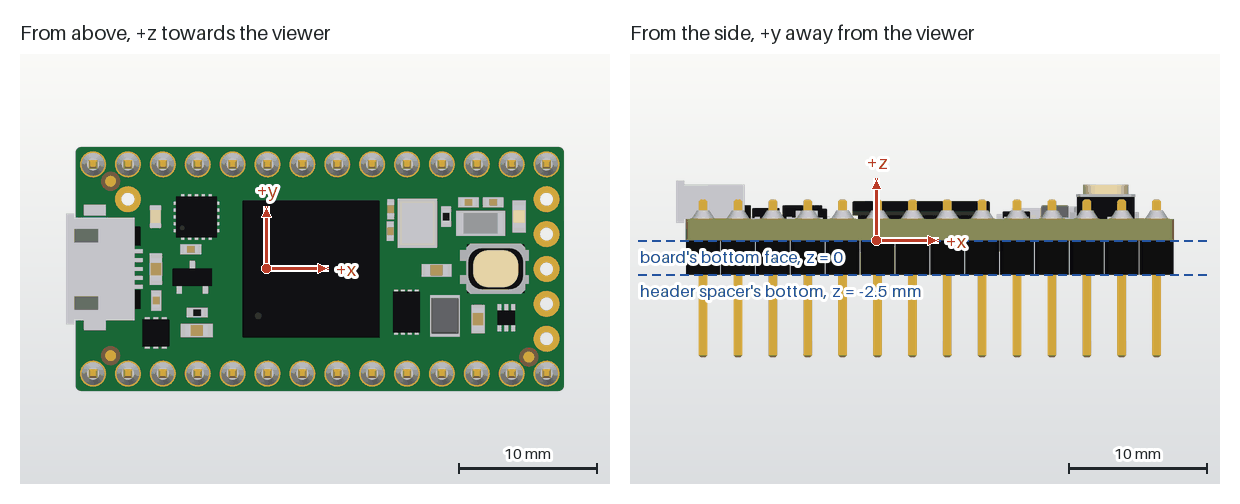 From above, +z towards the viewer
From the side, +y away from the viewer
+y
+x
10 mm
+z
+x
board's bottom face, z = 0
header spacer's bottom, z = -2.5 mm
10 mm